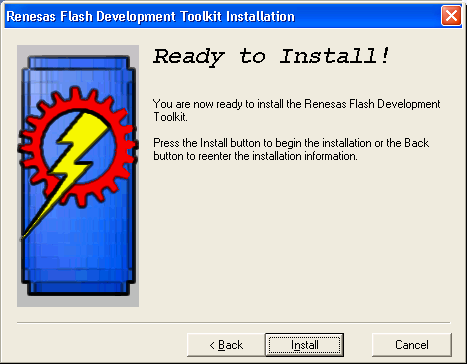 Renesas Flash Development Toolkit Installation
Ready to Install!
You are now ready to install the Renesas Flash Development
Toolkit.
Press the Install button to begin the installation or the Back
button to reenter the installation information.
< Back
Install
Cancel